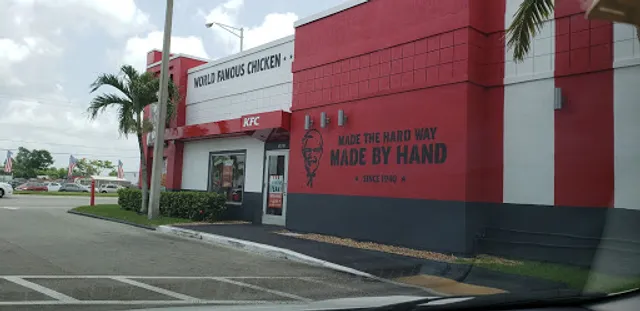 WORLD FAMOUS CHICKEN
KFC
MADE THE HARD WAY
MADE BY HAND
SINCE 1940